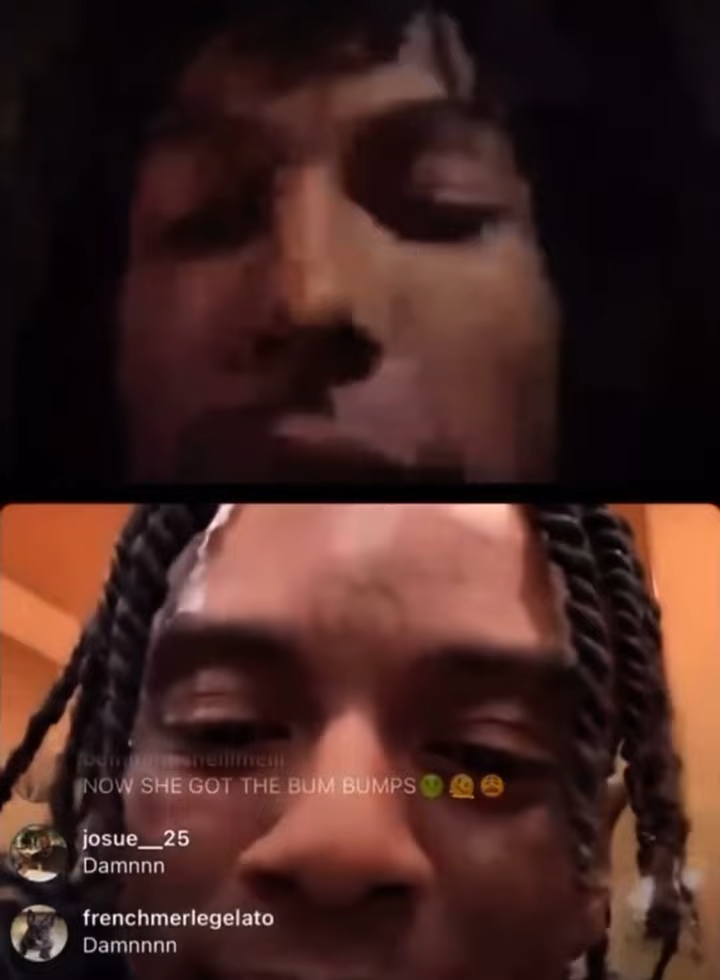 NOW SHE GOT THE BUM BUMPS🤢🫠😩
josue__25
Damnnn
frenchmerlegelato
Damnnnn